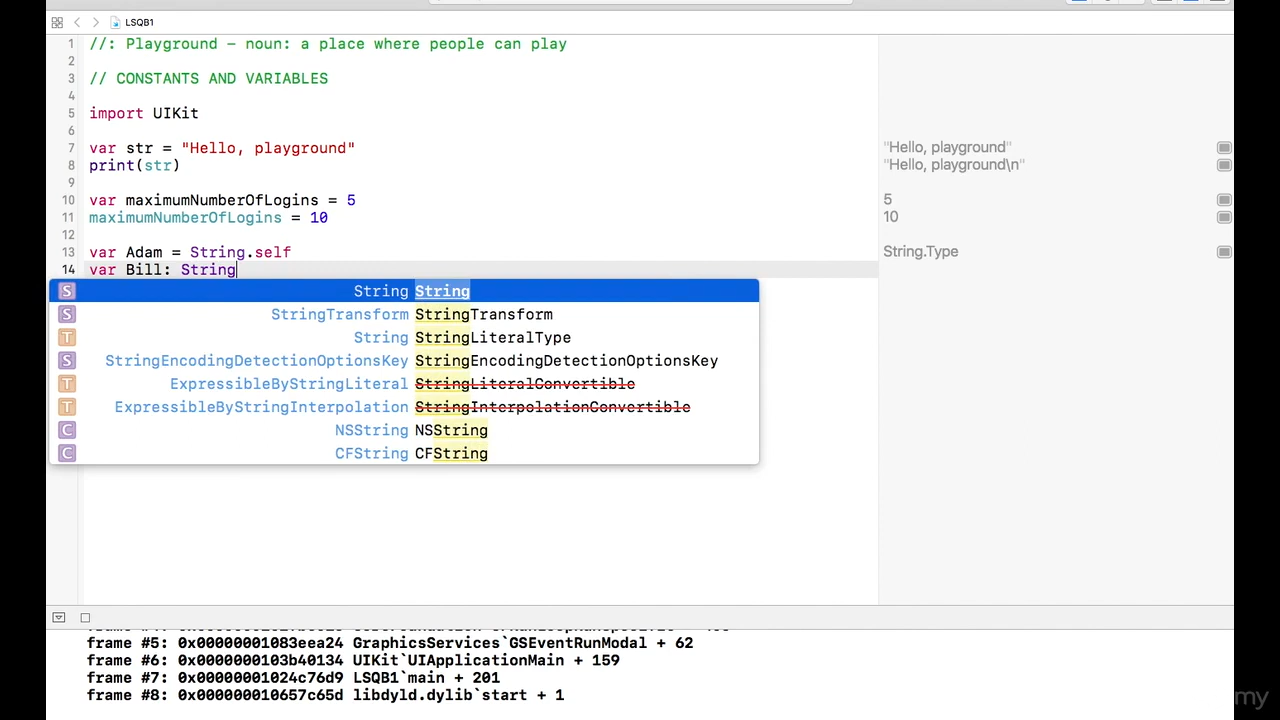 LSQB1
1 //: Playground - noun: a place where people can play
2
3 // CONSTANTS AND VARIABLES
4
5 import UIKit
6
7 var str = "Hello, playground" "Hello, playground"
8 print(str) "Hello, playground\n"
9
10 var maximumNumberOfLogins = 5 5
11 maximumNumberOfLogins = 10 10
12
13 var Adam = String.self String.Type
14 var Bill: String
S String String
S StringTransform StringTransform
T String StringLiteralType
S StringEncodingDetectionOptionsKey StringEncodingDetectionOptionsKey
T ExpressibleByStringLiteral StringLiteralConvertible
T ExpressibleByStringInterpolation StringInterpolationConvertible
C NSString NSString
C CFString CFString
frame #5: 0x00000001083eea24 GraphicsServices`GSEventRunModal + 62
frame #6: 0x0000000103b40134 UIKit`UIApplicationMain + 159
frame #7: 0x00000001024c76d9 LSQB1`main + 201
frame #8: 0x000000010657c65d libdyld.dylib`start + 1
my